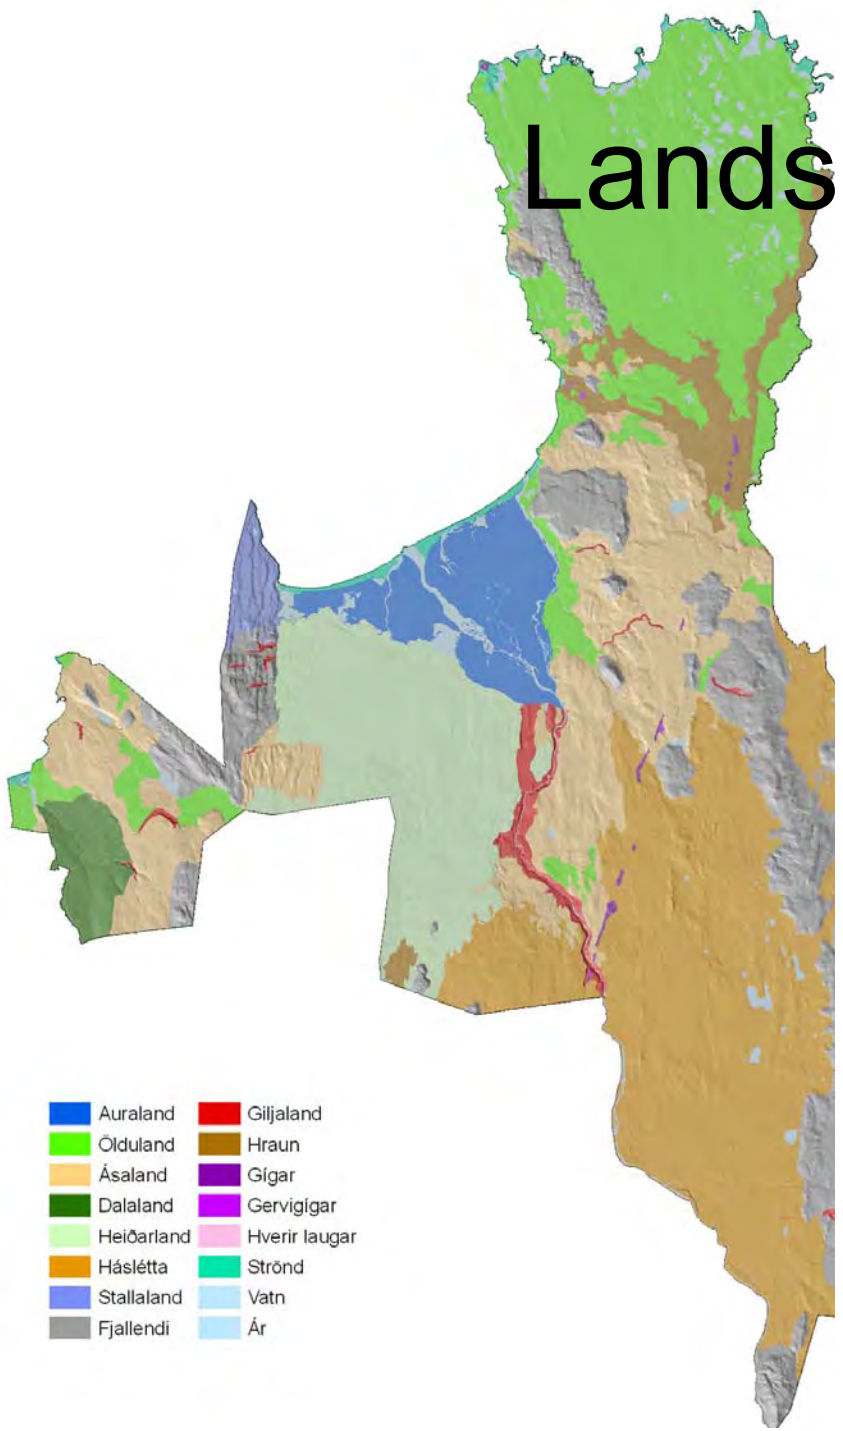 Lands
Auraland
Ölduland
Ásaland
Dalaland
Heiðarland
Háslétta
Stallaland
Fjallendi
Giljaland
Hraun
Gígar
Gervigígar
Hverir laugar
Strönd
Vatn
Ár